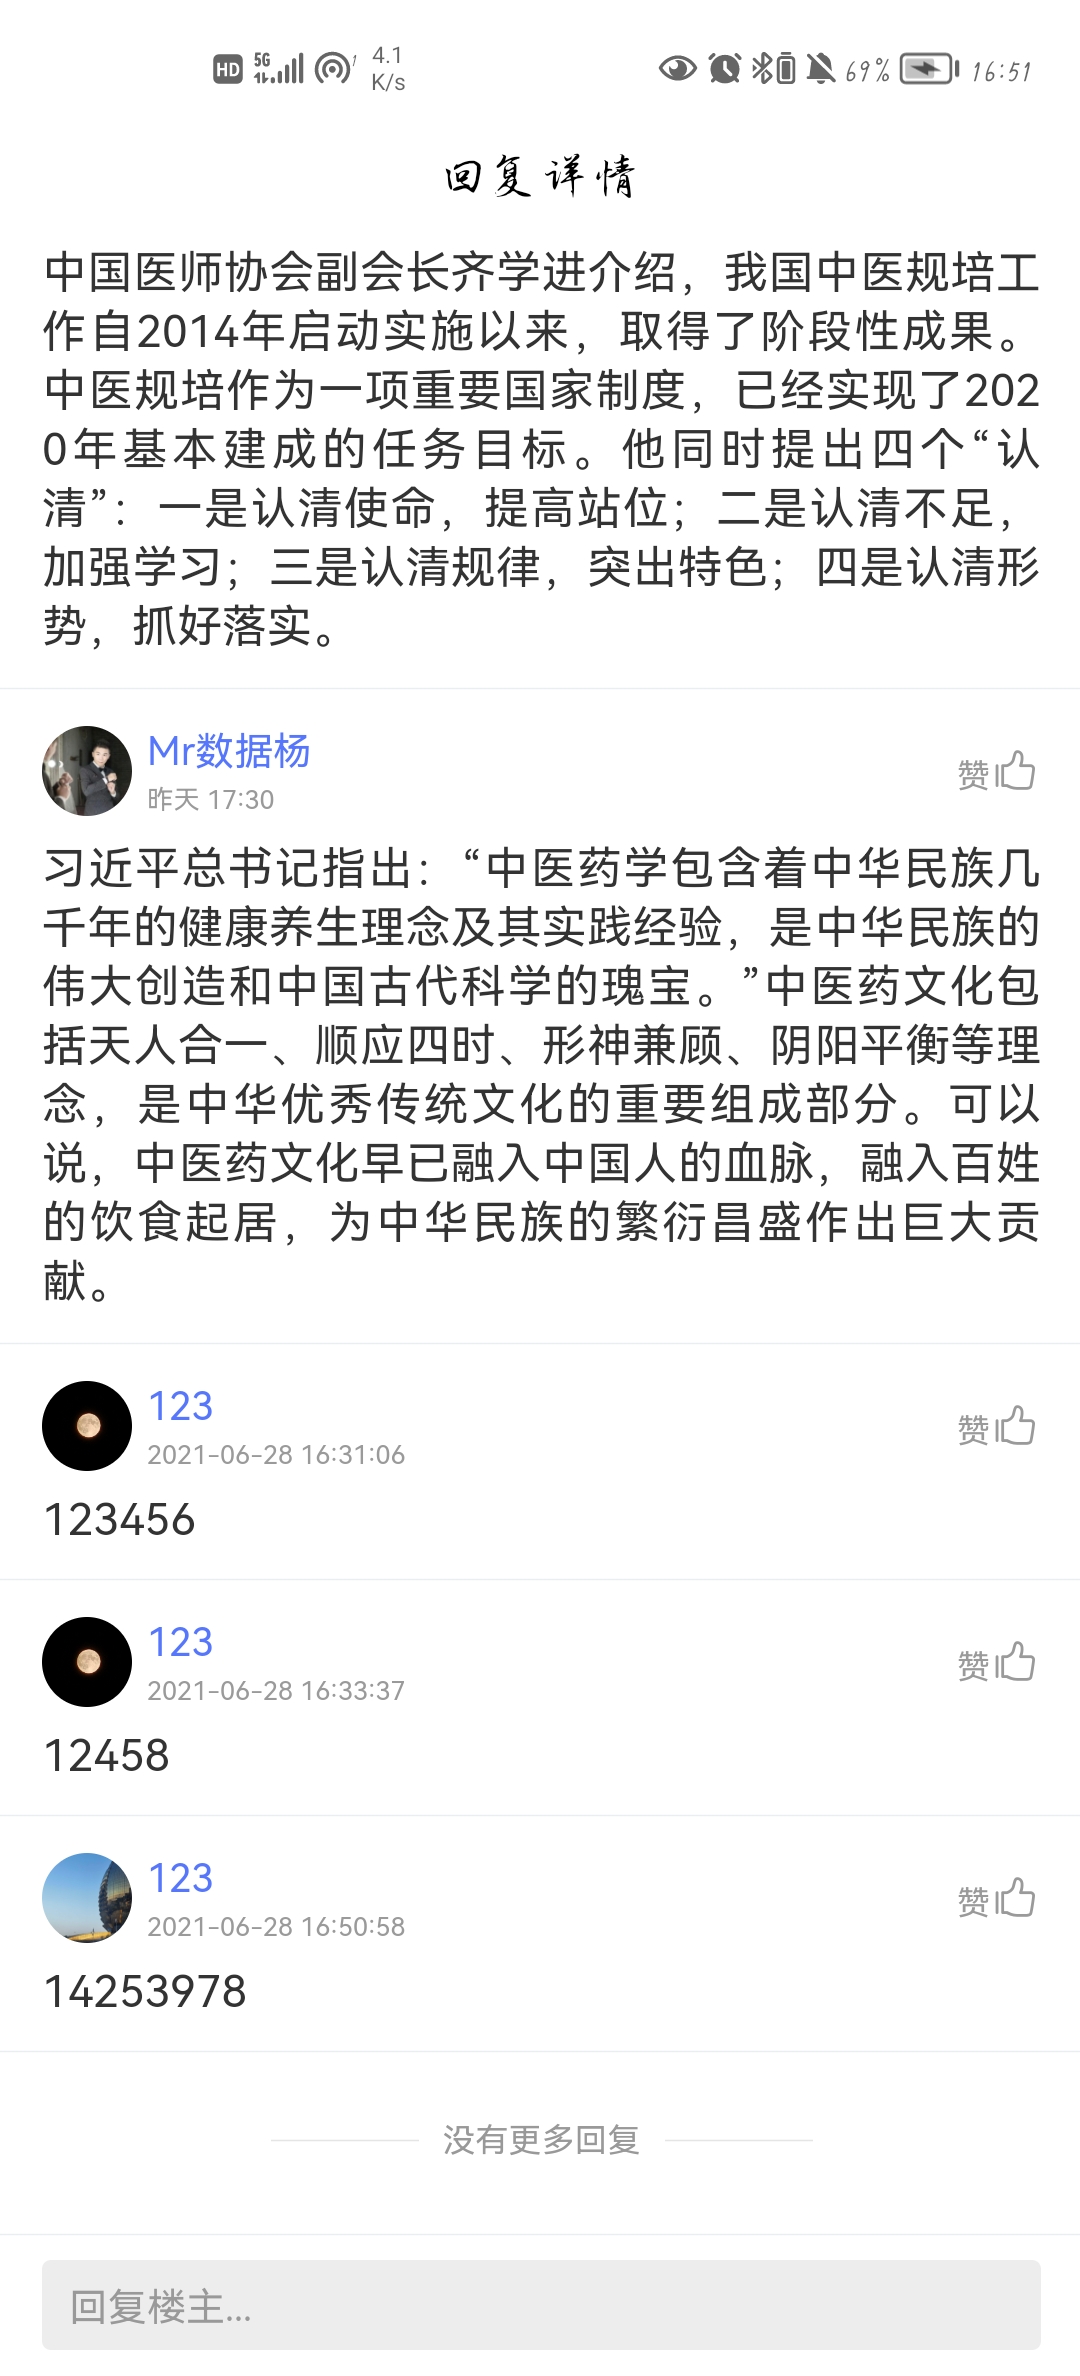 HD 5G 4.1 K/s 69% 16:51
回复详情
中国医师协会副会长齐学进介绍，我国中医规培工
作自2014年启动实施以来，取得了阶段性成果。
中医规培作为一项重要国家制度，已经实现了202
0年基本建成的任务目标。他同时提出四个“认
清”：一是认清使命，提高站位；二是认清不足，
加强学习；三是认清规律，突出特色；四是认清形
势，抓好落实。
Mr数据杨
昨天 17:30
赞
习近平总书记指出：“中医药学包含着中华民族几
千年的健康养生理念及其实践经验，是中华民族的
伟大创造和中国古代科学的瑰宝。”中医药文化包
括天人合一、顺应四时、形神兼顾、阴阳平衡等理
念，是中华优秀传统文化的重要组成部分。可以
说，中医药文化早已融入中国人的血脉，融入百姓
的饮食起居，为中华民族的繁衍昌盛作出巨大贡
献。
123
2021-06-28 16:31:06
赞
123456
123
2021-06-28 16:33:37
赞
12458
123
2021-06-28 16:50:58
赞
14253978
没有更多回复
回复楼主...